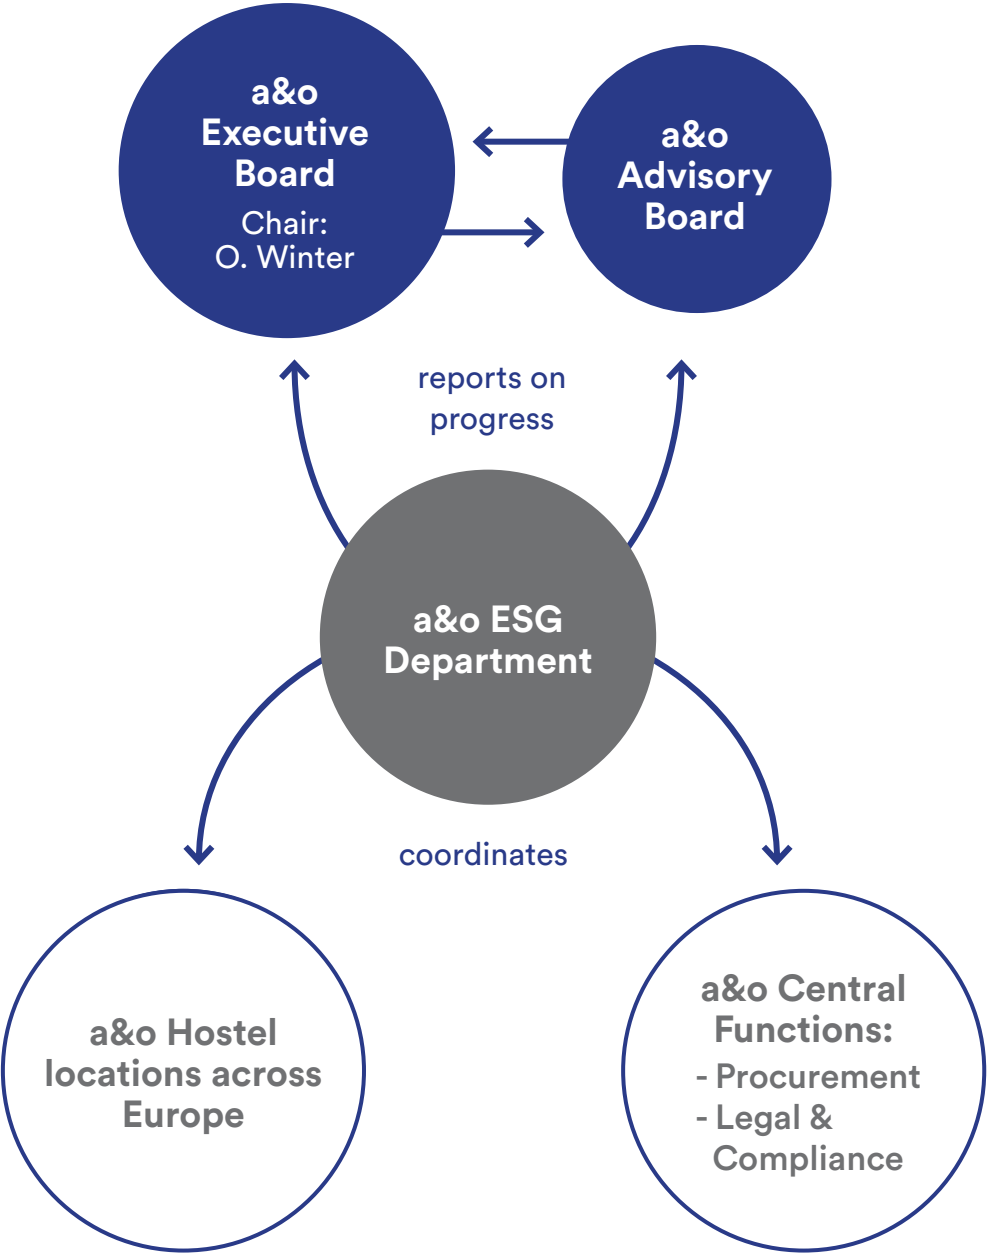 a&o
Executive
Board
Chair:
O. Winter
a&o
Advisory
Board
reports on
progress
a&o ESG
Department
coordinates
a&o Hostel
locations across
Europe
a&o Central
Functions:
- Procurement
- Legal &
Compliance